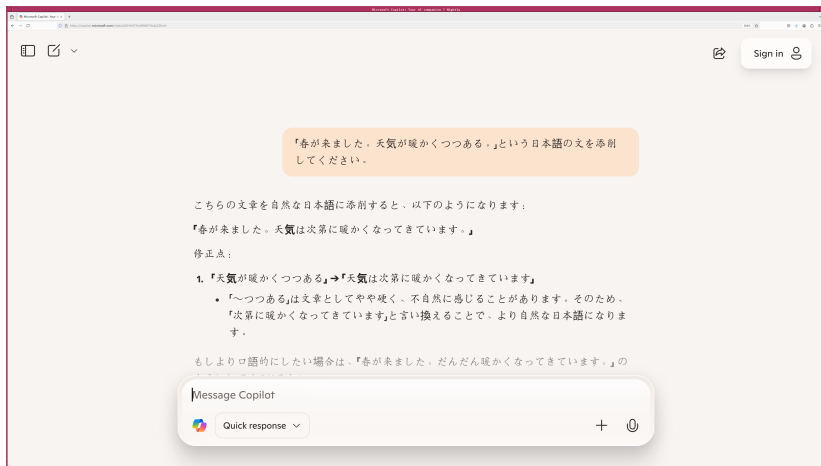 Microsoft Copilot: Your AI companion
Sign in
「春が来ました。天気が暖かくつつある。」という日本語の文を添削
してください。
こちらの文章を自然な日本語に添削すると、以下のようになります：
「春が来ました。天気は次第に暖かくなってきています。」
修正点：
1. 「天気が暖かくつつある」→「天気は次第に暖かくなってきています」
• 「〜つつある」は文章としてやや硬く、不自然に感じることがあります。そのため、
「次第に暖かくなってきています」と言い換えることで、より自然な日本語になりま
す。
もしより口語的にしたい場合は、「春が来ました。だんだん暖かくなってきています。」の
Message Copilot
Quick response